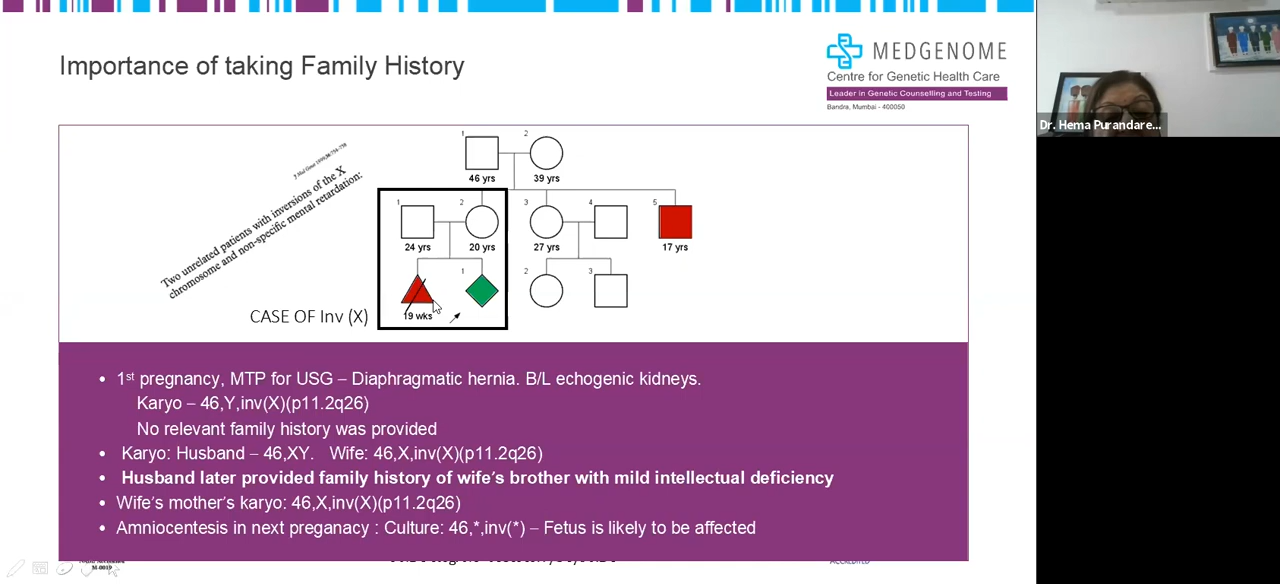 Importance of taking Family History
MEDGENOME
Centre for Genetic Health Care
Leader in Genetic Counselling and Testing
Bandra, Mumbai - 400050
Dr. Hema Purandare...
Two unrelated patients with inversions of the X
chromosome and non-specific mental retardation:
1 2
46 yrs 39 yrs
1 2 3 4 5
24 yrs 20 yrs 27 yrs 17 yrs
1 2 3
19 wks
CASE OF Inv (X)
• 1st pregnancy, MTP for USG – Diaphragmatic hernia. B/L echogenic kidneys.
Karyo – 46,Y,inv(X)(p11.2q26)
No relevant family history was provided
• Karyo: Husband – 46,XY. Wife: 46,X,inv(X)(p11.2q26)
• Husband later provided family history of wife's brother with mild intellectual deficiency
• Wife's mother's karyo: 46,X,inv(X)(p11.2q26)
• Amniocentesis in next preganacy : Culture: 46,*,inv(*) – Fetus is likely to be affected
M-0019